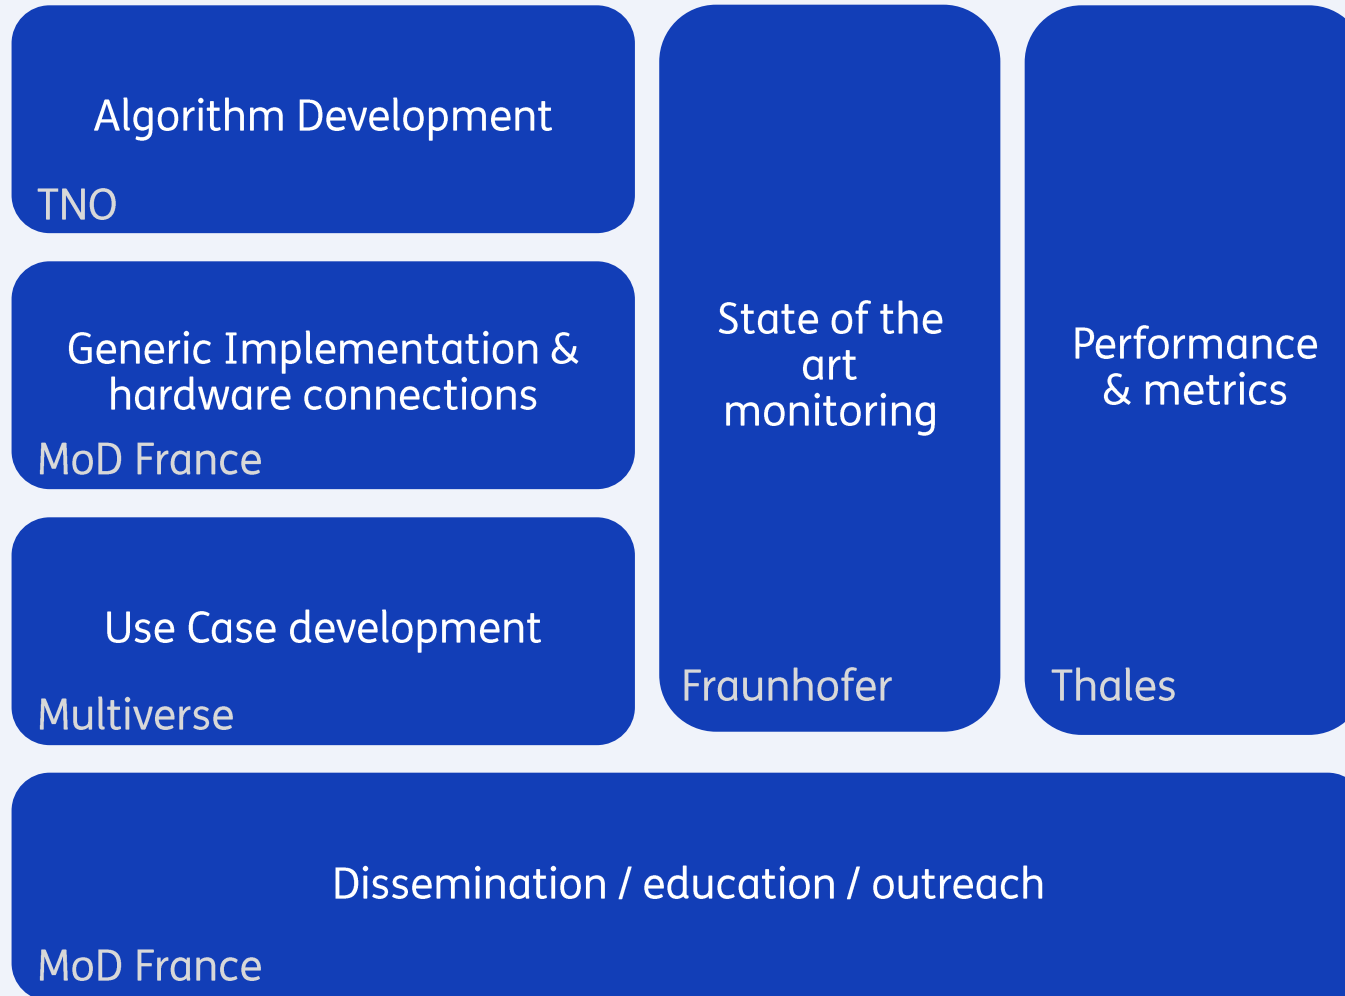 Algorithm Development
TNO
Generic Implementation &
hardware connections
MoD France
Use Case development
Multiverse
State of the
art
monitoring
Fraunhofer
Performance
& metrics
Thales
Dissemination / education / outreach
MoD France